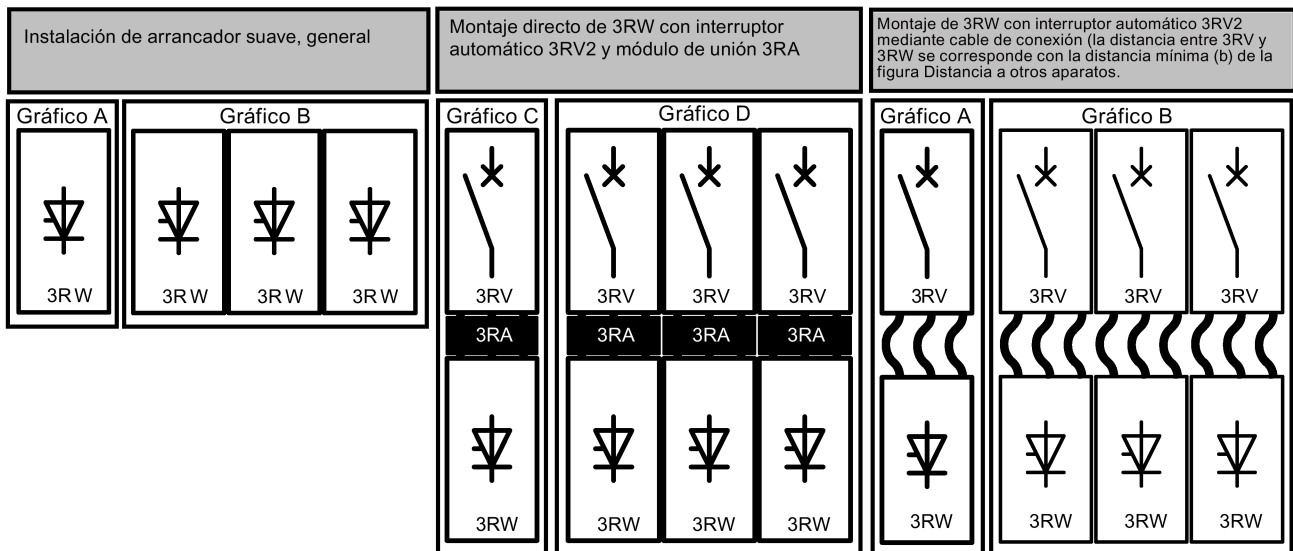 Instalación de arrancador suave, general
Montaje directo de 3RW con interruptor
automático 3RV2 y módulo de unión 3RA
Montaje de 3RW con interruptor automático 3RV2
mediante cable de conexión (la distancia entre 3RV y
3RW se corresponde con la distancia mínima (b) de la
figura Distancia a otros aparatos.
Gráfico A
3RW
Gráfico B
3RW 3RW 3RW
Gráfico C
3RV
3RA
3RW
Gráfico D
3RV 3RV 3RV
3RA 3RA 3RA
3RW 3RW 3RW
Gráfico A
3RV
3RW
Gráfico B
3RV 3RV 3RV
3RW 3RW 3RW